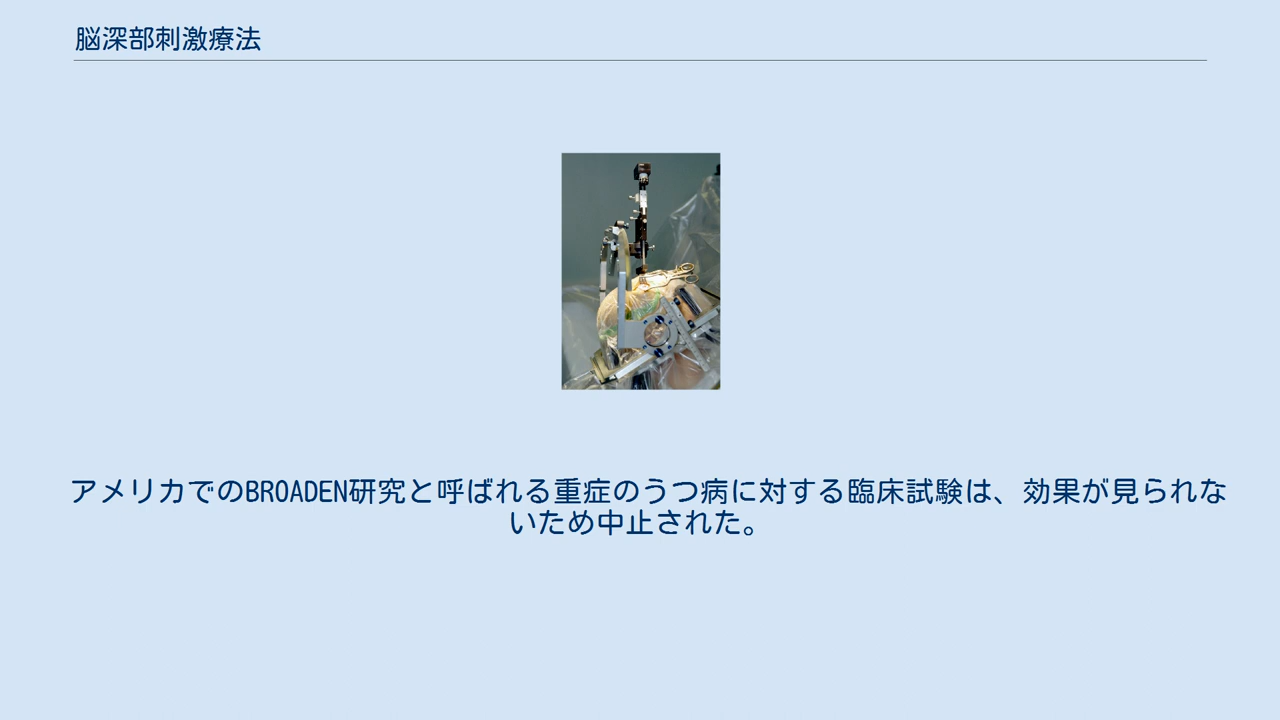 脳深部刺激療法
アメリカでのBROADEN研究と呼ばれる重症のうつ病に対する臨床試験は、効果が見られな
いため中止された。